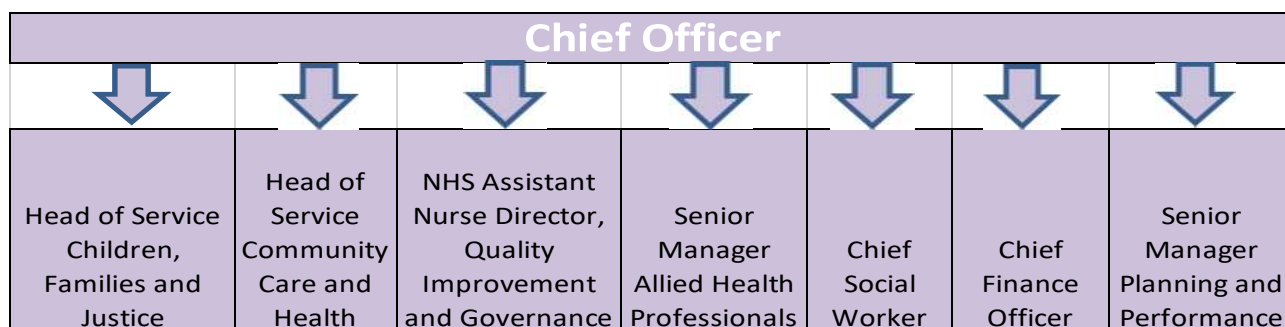 Chief Officer
Head of Service
Children,
Families and
Justice
Head of
Service
Community
Care and
Health
NHS Assistant
Nurse Director,
Quality
Improvement
and Governance
Senior
Manager
Allied Health
Professionals
Chief
Social
Worker
Chief
Finance
Officer
Senior
Manager
Planning and
Performance